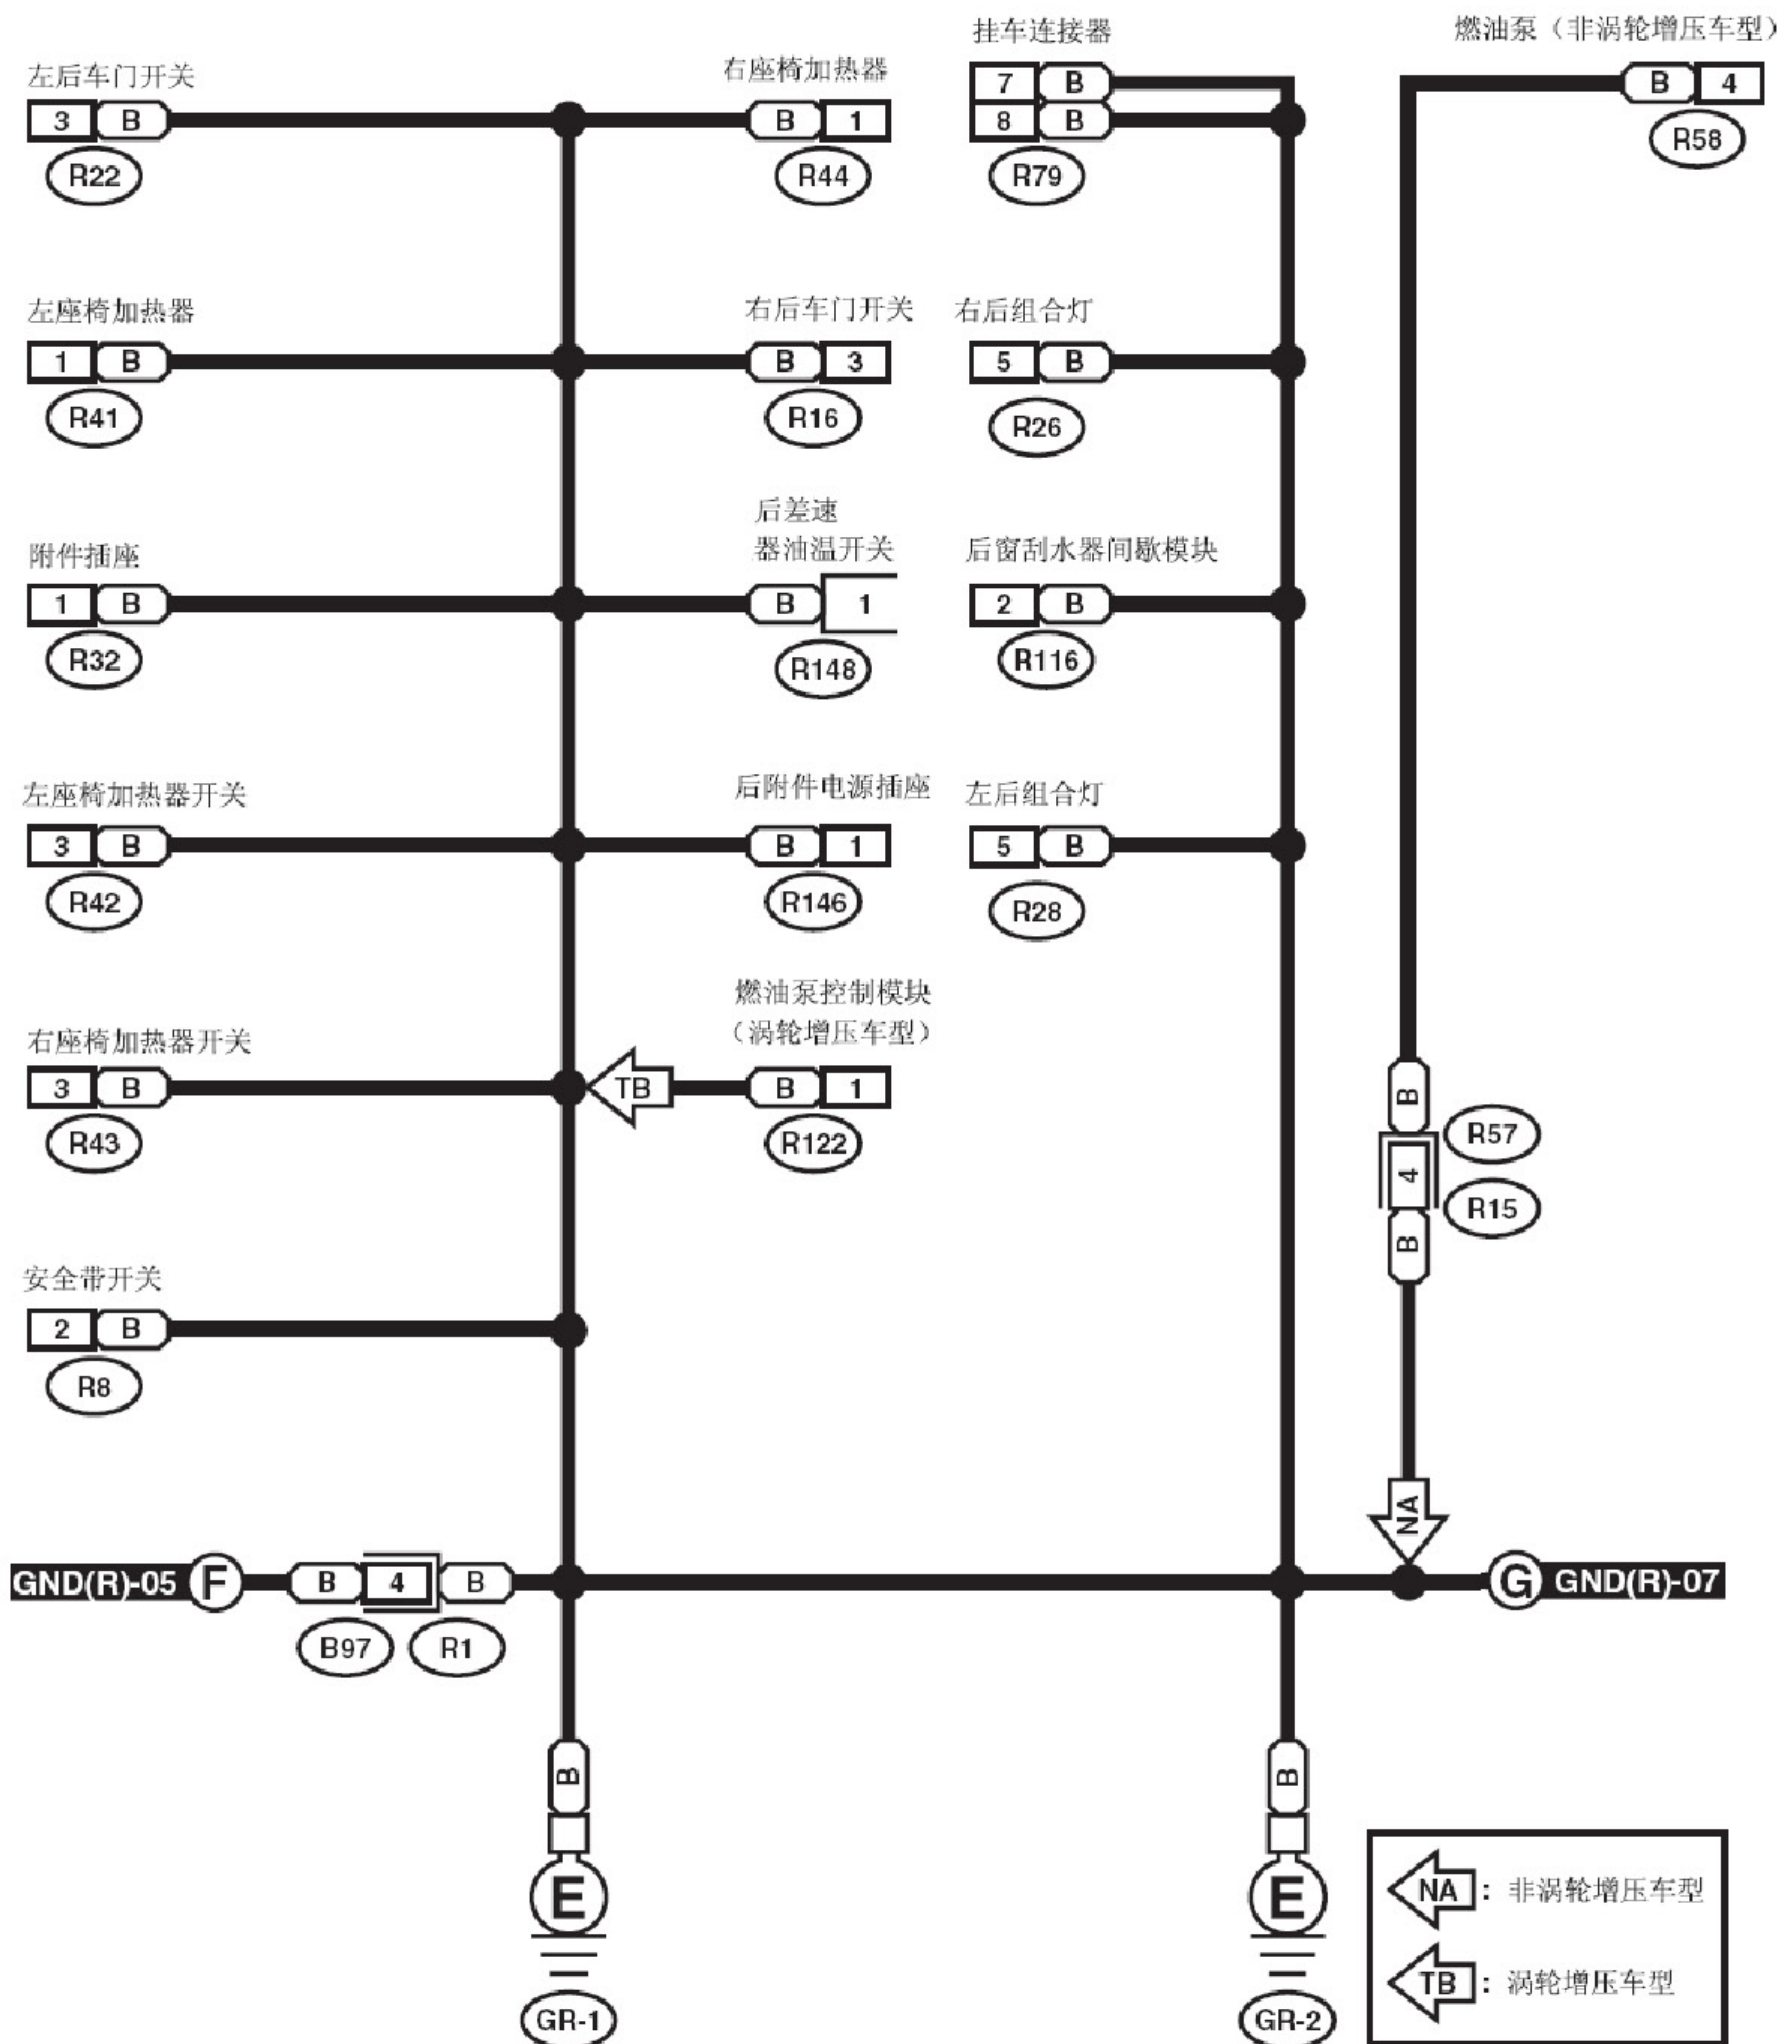 挂车连接器
燃油泵（非涡轮增压车型）
左后车门开关
右座椅加热器
7 B
B 4
3 B
B 1
8 B
R58
R22
R44
R79
左座椅加热器
右后车门开关
右后组合灯
1 B
B 3
5 B
R41
R16
R26
后差速
器油温开关
附件插座
后窗刮水器间歇模块
1 B
B 1
2 B
R32
R148
R116
左座椅加热器开关
后附件电源插座
左后组合灯
3 B
B 1
5 B
R42
R146
R28
燃油泵控制模块
（涡轮增压车型）
右座椅加热器开关
3 B
TB
B 1
R43
R122
B
R57
4
R15
B
安全带开关
2 B
R8
NA
GND(R)-05 F
B 4 B
G GND(R)-07
B97
R1
B
B
E
E
GR-1
GR-2
NA : 非涡轮增压车型
TB : 涡轮增压车型